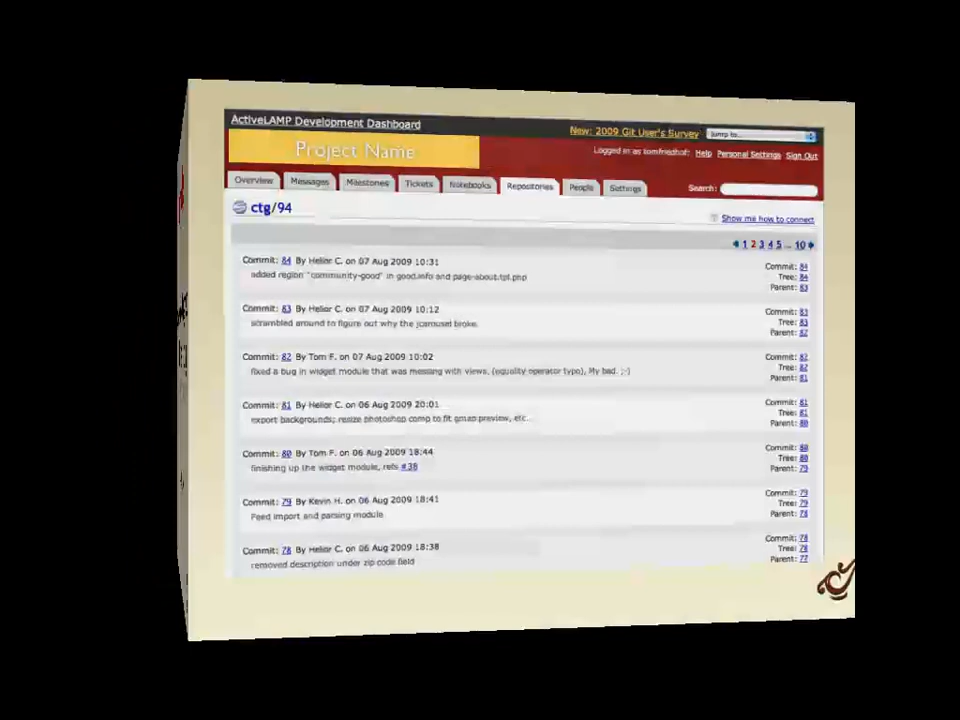 ActiveLAMP Development Dashboard
New: 2009 Git User's Survey
Jump to...
Project Name
Logged in as tomfriedhof: Help Personal Settings Sign Out
Overview Messages Milestones Tickets Notebooks Repositories People Settings
Search:
ctg/94
Show me how to connect
1 2 3 4 5 ... 10
Commit: 84 By Helior C. on 07 Aug 2009 10:31
added region "community-good" in good.info and page-about.tpl.php
Commit: 84
Tree: 84
Parent: 83
Commit: 83 By Helior C. on 07 Aug 2009 10:12
scrambled around to figure out why the jcarousel broke.
Commit: 83
Tree: 83
Parent: 82
Commit: 82 By Tom F. on 07 Aug 2009 10:02
fixed a bug in widget module that was messing with views. (equality operator typo), My bad. ;-)
Commit: 82
Tree: 82
Parent: 81
Commit: 81 By Helior C. on 06 Aug 2009 20:01
export backgrounds; resize photoshop comp to fit gmap preview, etc..
Commit: 81
Tree: 81
Parent: 80
Commit: 80 By Tom F. on 06 Aug 2009 18:44
finishing up the widget module, refs #38
Commit: 80
Tree: 80
Parent: 79
Commit: 79 By Kevin H. on 06 Aug 2009 18:41
Feed import and parsing module
Commit: 79
Tree: 79
Parent: 78
Commit: 78 By Helior C. on 06 Aug 2009 18:38
removed description under zip code field
Commit: 78
Tree: 78
Parent: 77